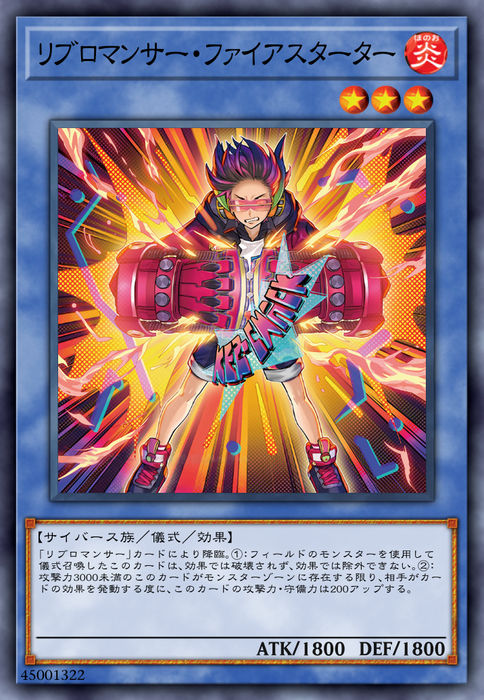 リブロマンサー・ファイアスターター
ほのお
炎
【サイバース族／儀式／効果】
「リブロマンサー」カードにより降臨。①：フィールドのモンスターを使用して
儀式召喚したこのカードは、効果では破壊されず、効果では除外できない。②：
攻撃力3000未満のこのカードがモンスターゾーンに存在する限り、相手がカー
ドの効果を発動する度に、このカードの攻撃力・守備力は200アップする。
ATK/1800 DEF/1800
45001322